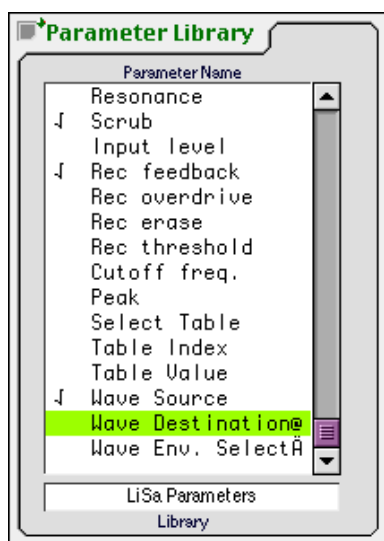 Parameter Library
Parameter Name
Resonance
√ Scrub
Input level
√ Rec feedback
Rec overdrive
Rec erase
Rec threshold
Cutoff freq.
Peak
Select Table
Table Index
Table Value
√ Wave Source
Wave Destination@
Wave Env. SelectÄ
LiSa Parameters
Library